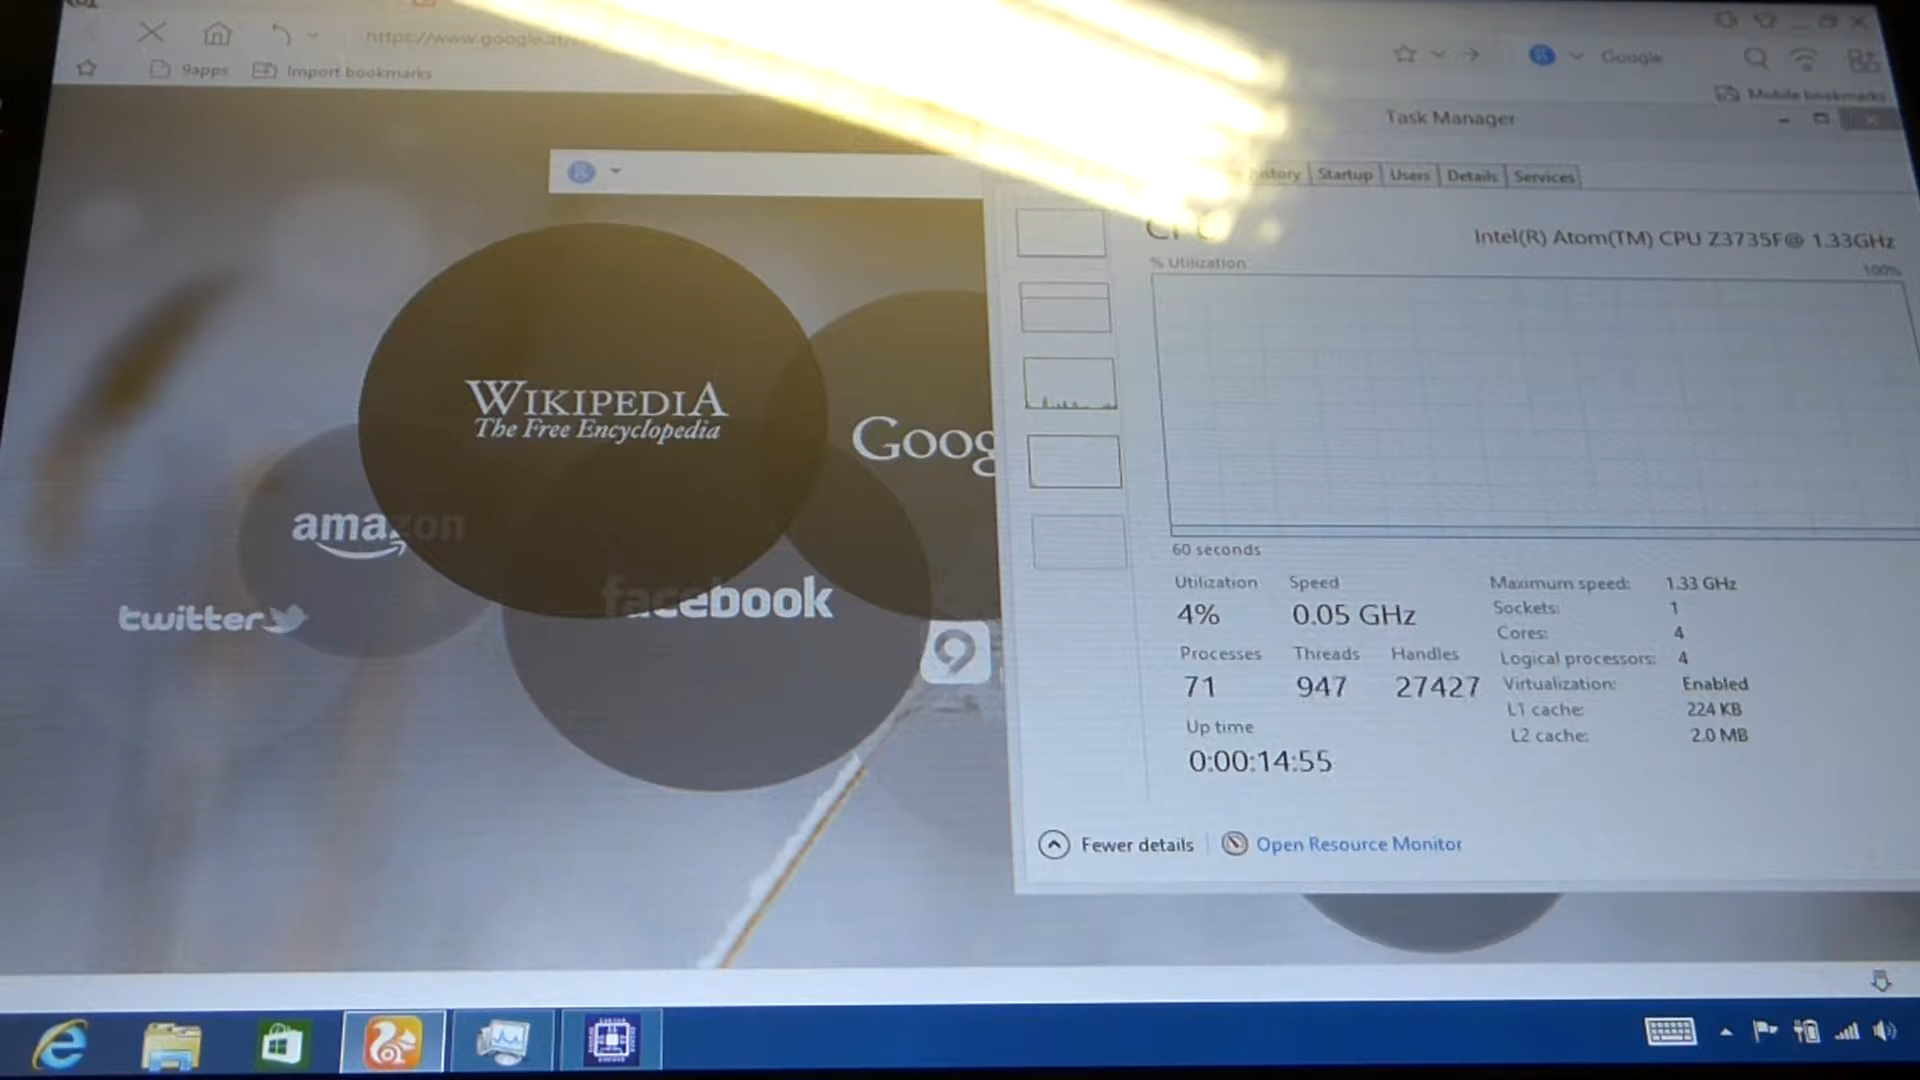 https://www.google.at/
Google
9apps
Import bookmarks
Mobile bookmarks
Task Manager
Startup
Users
Details
Services
Intel(R) Atom(TM) CPU Z3735F@ 1.33GHz
% Utilization
100%
WIKIPEDIA
The Free Encyclopedia
Goog
amazon
twitter
facebook
60 seconds
Utilization
Speed
Maximum speed:
1.33 GHz
4%
0.05 GHz
Sockets:
1
Cores:
4
Processes
Threads
Handles
Logical processors:
4
71
947
27427
Virtualization:
Enabled
L1 cache:
224 KB
Up time
L2 cache:
2.0 MB
0:00:14:55
Fewer details
Open Resource Monitor